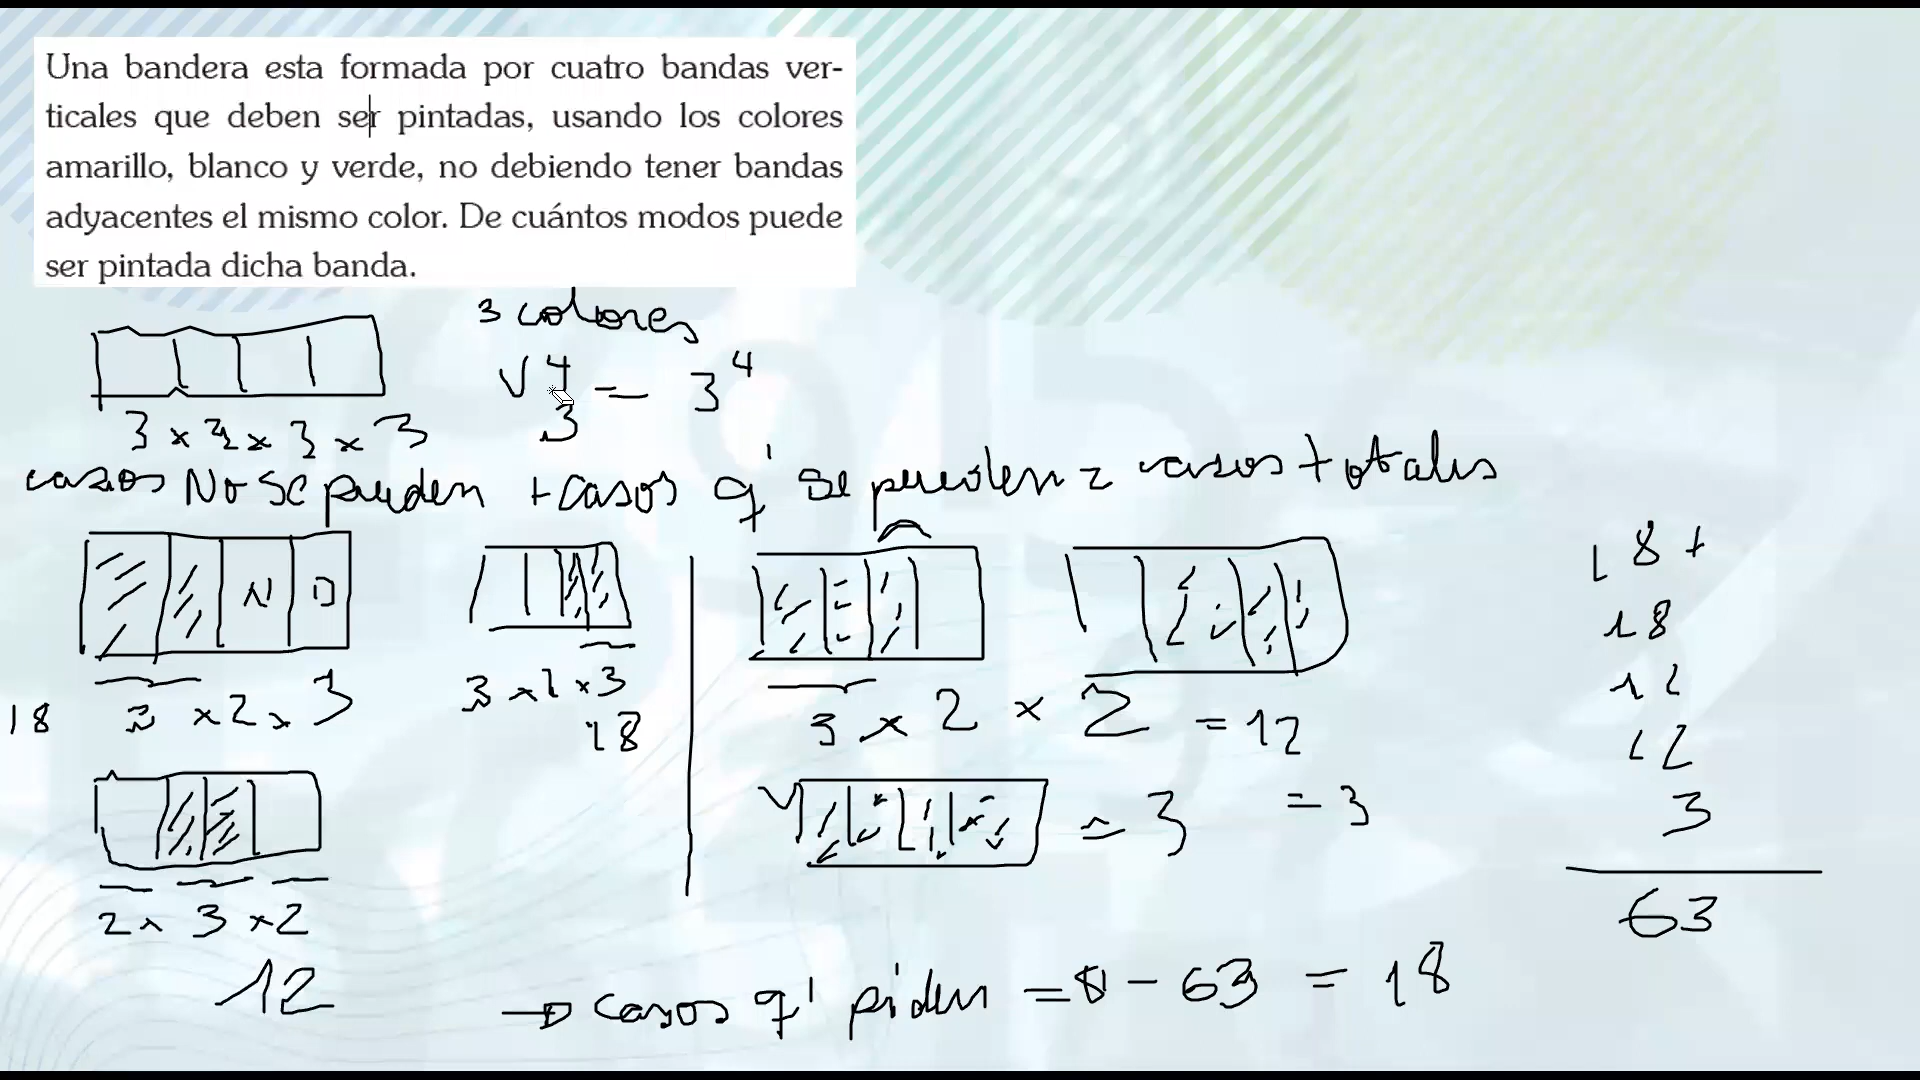 Una bandera esta formada por cuatro bandas ver-
ticales que deben ser pintadas, usando los colores
amarillo, blanco y verde, no debiendo tener bandas
adyacentes el mismo color. De cuántos modos puede
ser pintada dicha banda.
3 colores
V 4 3 = 3^4
3 x 3 x 3 x 3
casos No se pueden + casos q' se pueden = casos totales
N D
18 3 x 2 x 3
3 x 2 x 3
18
3 x 2 x 2 = 12
= 3 = 3
2 x 3 x 2
12
18 +
18
12
12
3
63
casos q' piden = 81 - 63 = 18